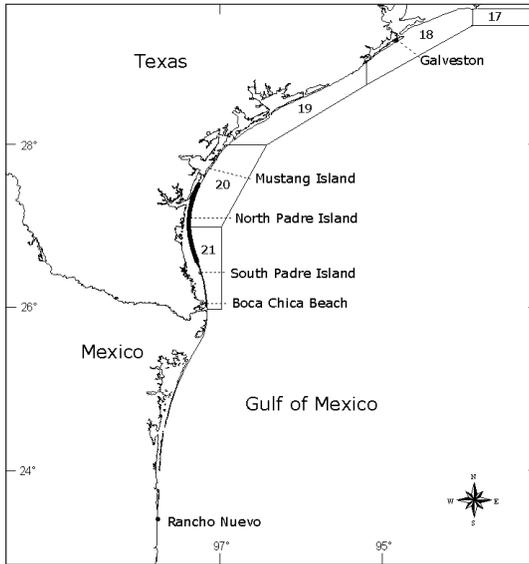 17
18
Texas
Galveston
19
28°
Mustang Island
20
North Padre Island
21
South Padre Island
Boca Chica Beach
26°
Mexico
Gulf of Mexico
24°
N
W E
S
Rancho Nuevo
97° 95°